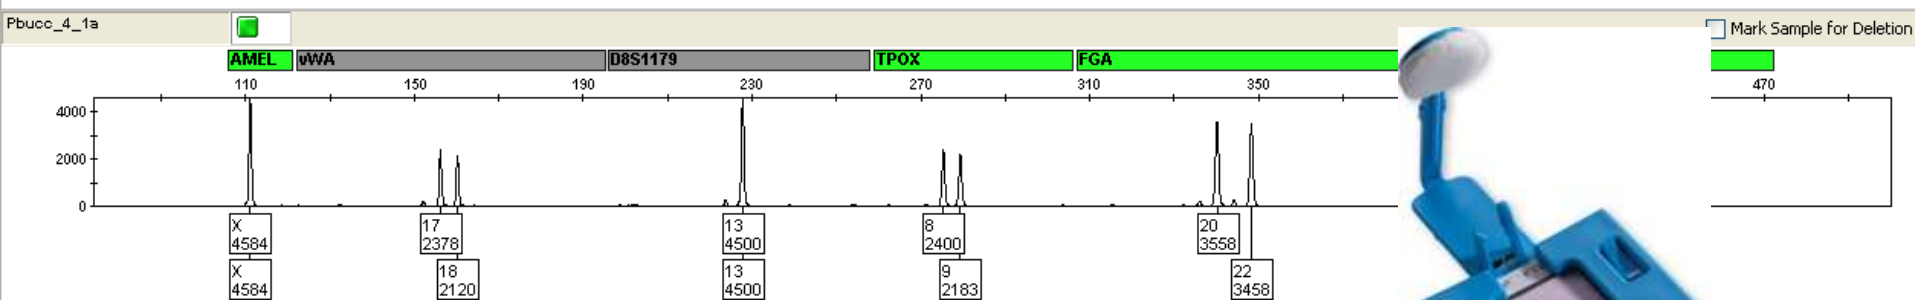 Pbucc_4_1a
Mark Sample for Deletion
AMEL vWA D8S1179 TPOX FGA
110 150 190 230 270 310 350 470
4000
2000
0
X 17 13 8 20
4584 2378 4500 2400 3558
X 18 13 9 22
4584 2120 4500 2183 3458